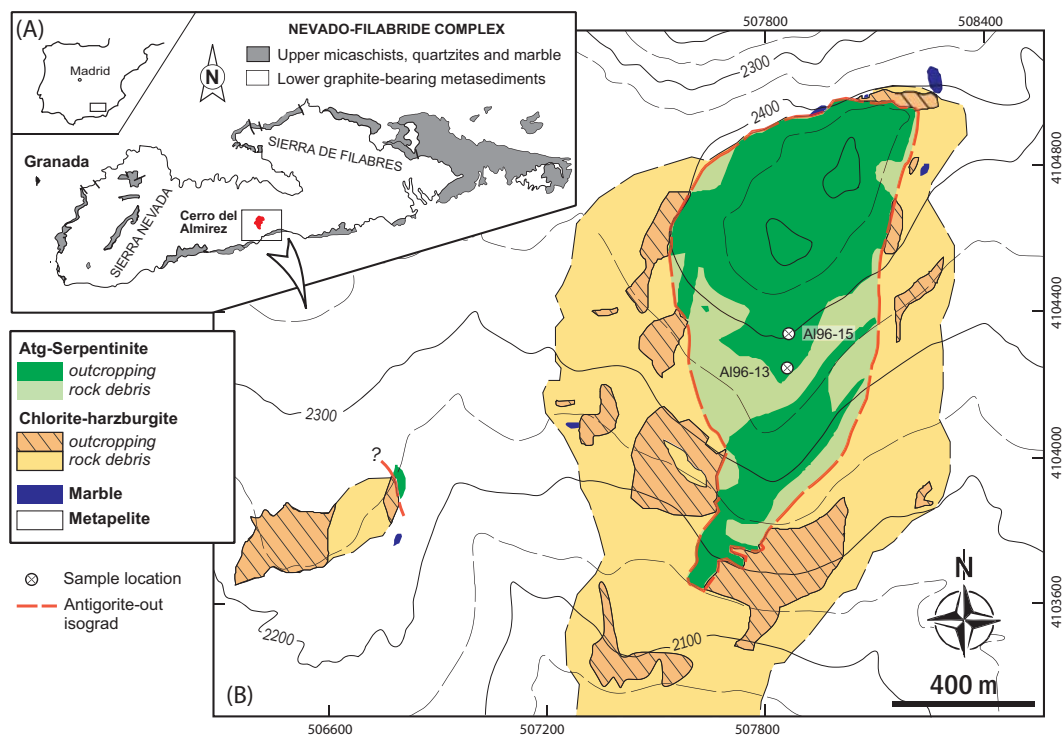 (A)
Madrid
N
NEVADO-FILABRIDE COMPLEX
Upper micaschists, quartzites and marble
Lower graphite-bearing metasediments
Granada
SIERRA DE FILABRES
SIERRA NEVADA
Cerro del
Almirez
507800
508400
2300
2400
4104800
4104400
4104000
4103600
Al96-15
Al96-13
2300
?
2200
2100
Atg-Serpentinite
outcropping
rock debris
Chlorite-harzburgite
outcropping
rock debris
Marble
Metapelite
Sample location
Antigorite-out
isograd
(B)
N
400 m
506600
507200
507800